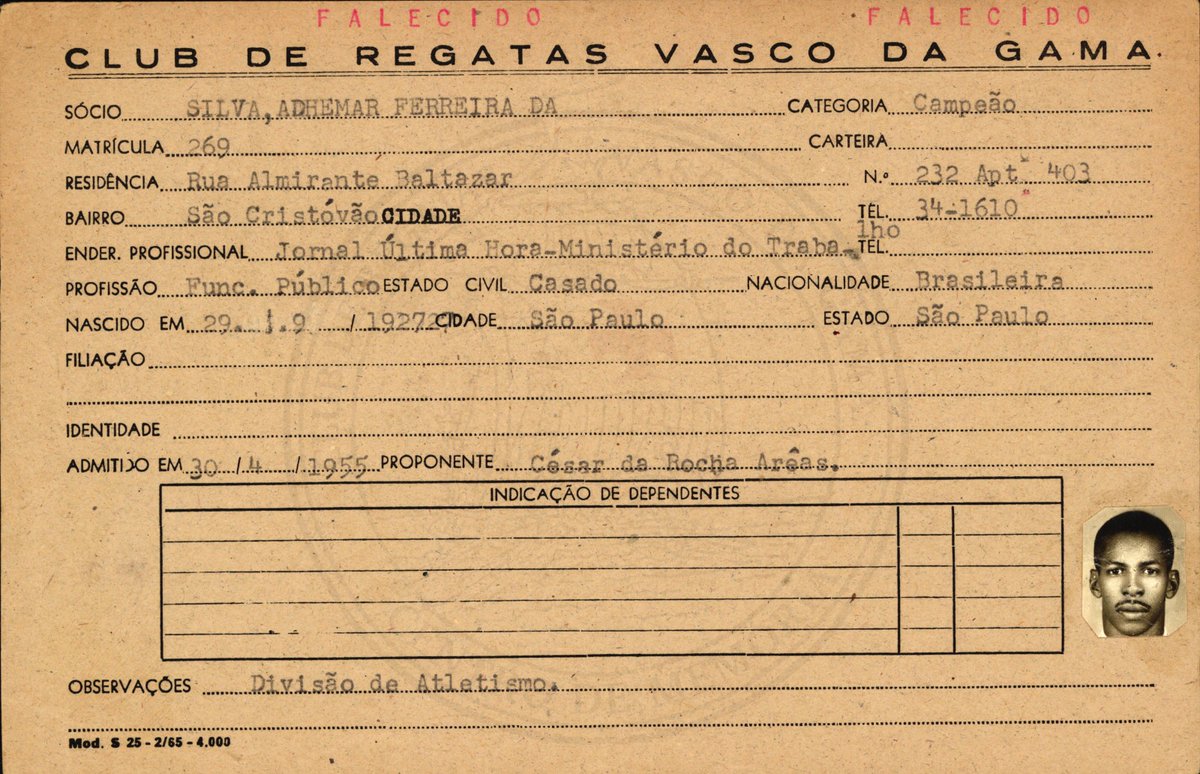 FALECIDO FALECIDO
CLUB DE REGATAS VASCO DA GAMA.
SÓCIO SILVA,ADHEMAR FERREIRA DA CATEGORIA Campeão
MATRÍCULA 269 CARTEIRA
RESIDÊNCIA Rua Almirante Baltazar N.º 232 Apt 403
BAIRRO São Cristóvão CIDADE TÉL. 34-1610
ENDER. PROFISSIONAL Jornal Última Hora-Ministério do Traba-lho TÉL.
PROFISSÃO Func. Público ESTADO CIVIL Casado NACIONALIDADE Brasileira
NASCIDO EM 29. / 9 / 1927 CIDADE São Paulo ESTADO São Paulo
FILIAÇÃO
IDENTIDADE
ADMITIDO EM 30 / 4 / 1955 PROPONENTE César da Rocha Arêas.
INDICAÇÃO DE DEPENDENTES
OBSERVAÇÕES Divisão de Atletismo.
Mod. S 25 - 2/65 - 4.000